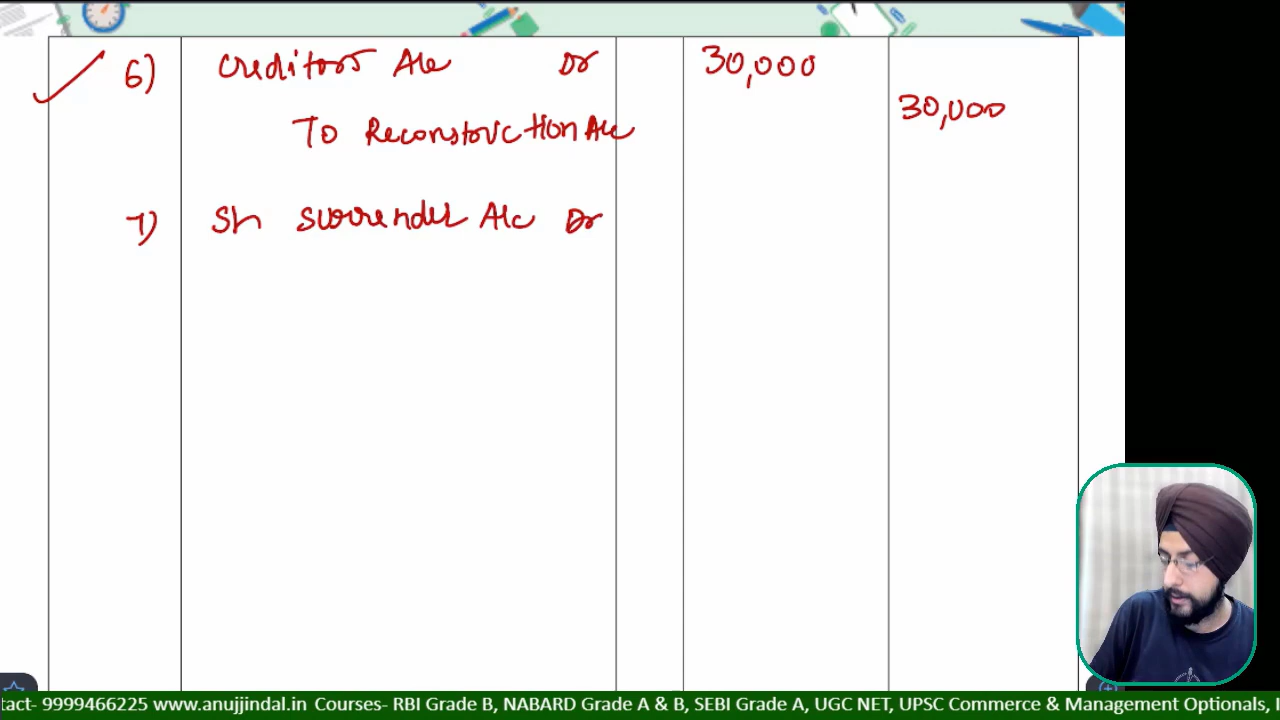 6) Creditors A/c Dr 30,000
30,000
To Reconstruction A/c
7) Sh surrender A/c Dr
tact- 9999466225 www.anujjindal.in Courses- RBI Grade B, NABARD Grade A & B, SEBI Grade A, UGC NET, UPSC Commerce & Management Optionals,